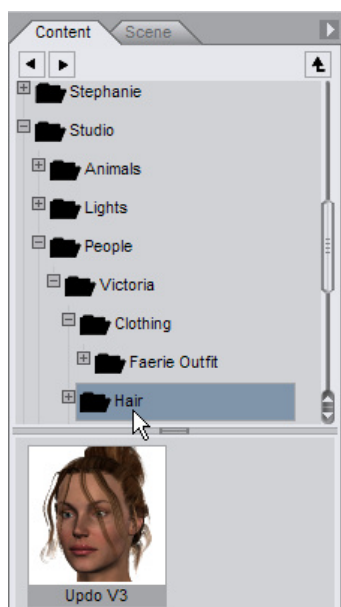 Content Scene
Stephanie
Studio
Animals
Lights
People
Victoria
Clothing
Faerie Outfit
Hair
Updo V3